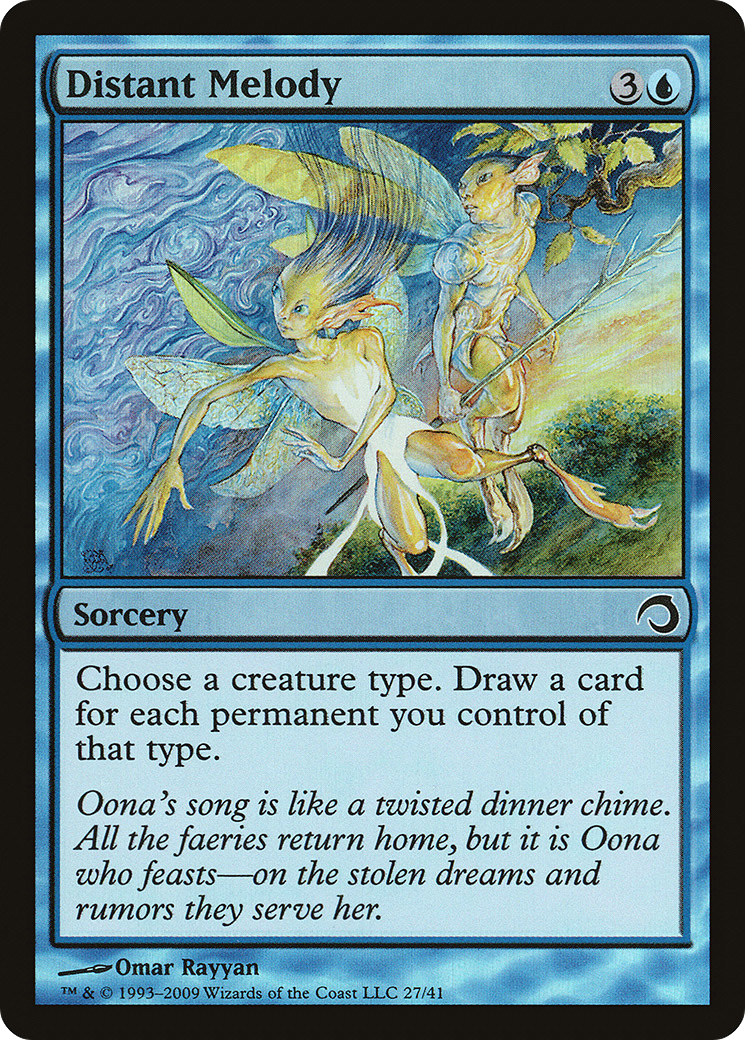 Distant Melody
3
Sorcery
Choose a creature type. Draw a card
for each permanent you control of
that type.
Oona's song is like a twisted dinner chime.
All the faeries return home, but it is Oona
who feasts—on the stolen dreams and
rumors they serve her.
Omar Rayyan
™ & © 1993–2009 Wizards of the Coast LLC 27/41